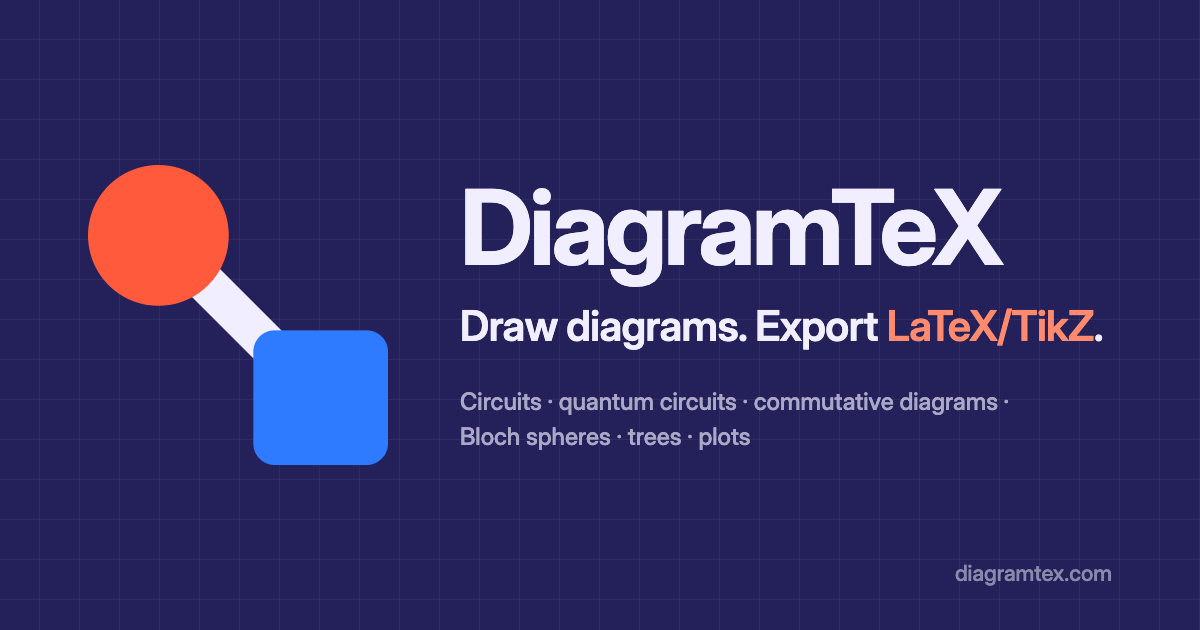 DiagramTeX
Draw diagrams. Export LaTeX/TikZ.
Circuits · quantum circuits · commutative diagrams ·
Bloch spheres · trees · plots
diagramtex.com